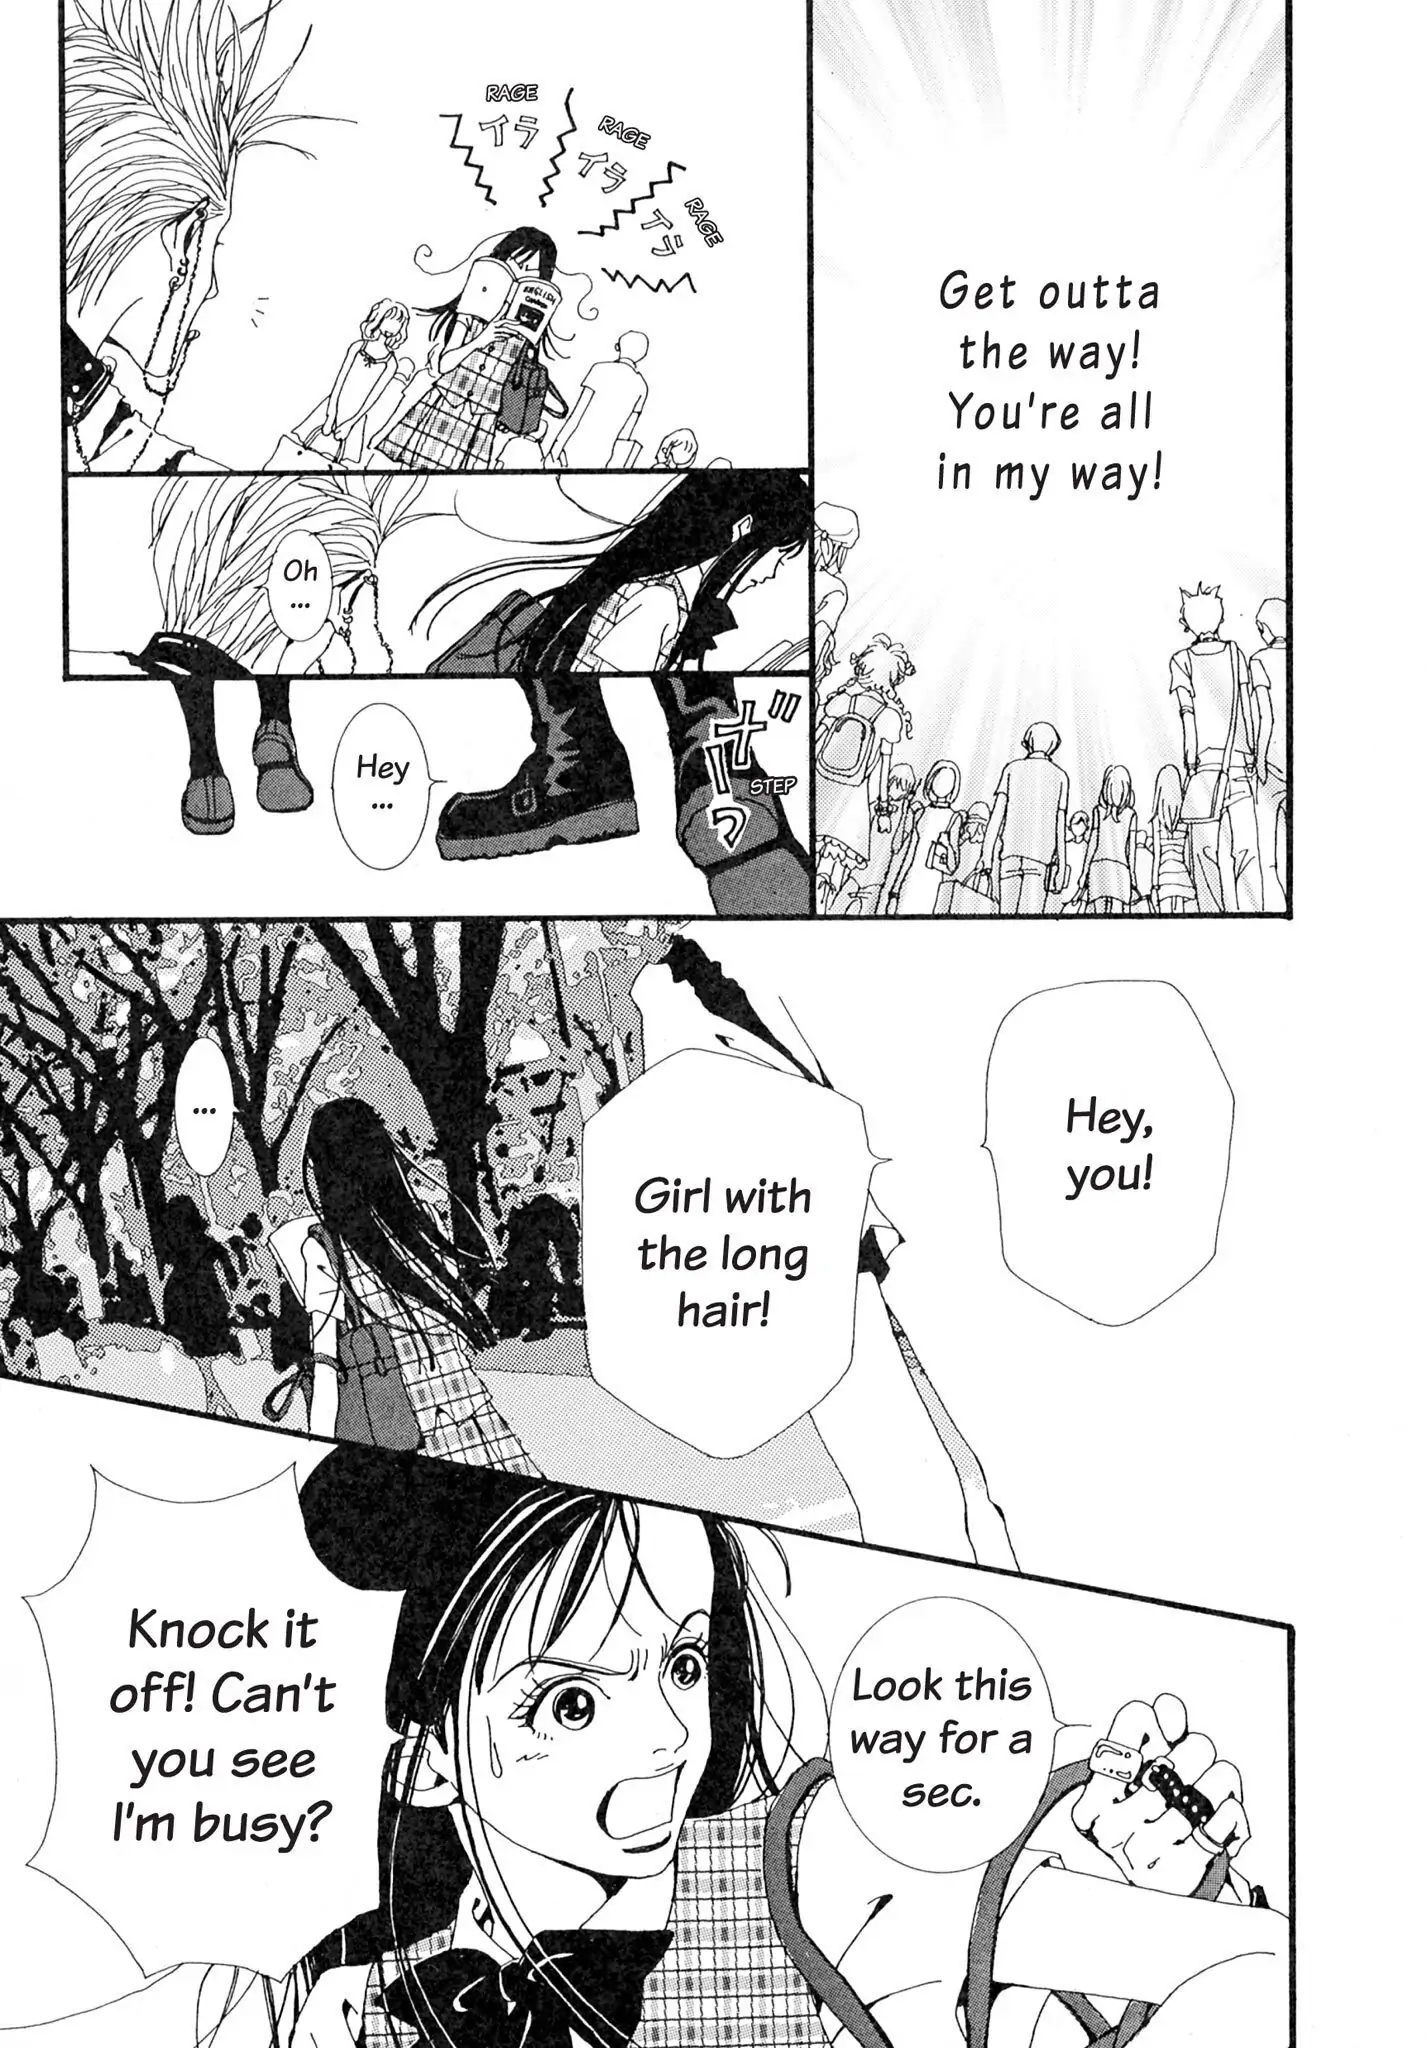 Get outta
the way!
You're all
in my way!
RAGE
イラ
RAGE
イラ
RAGE
イラ
ENGLISH
Oh
...
Hey
...
ザーッ
STEP
Hey,
you!
Girl with
the long
hair!
...
Look this
way for a
sec.
Knock it
off! Can't
you see
I'm busy?